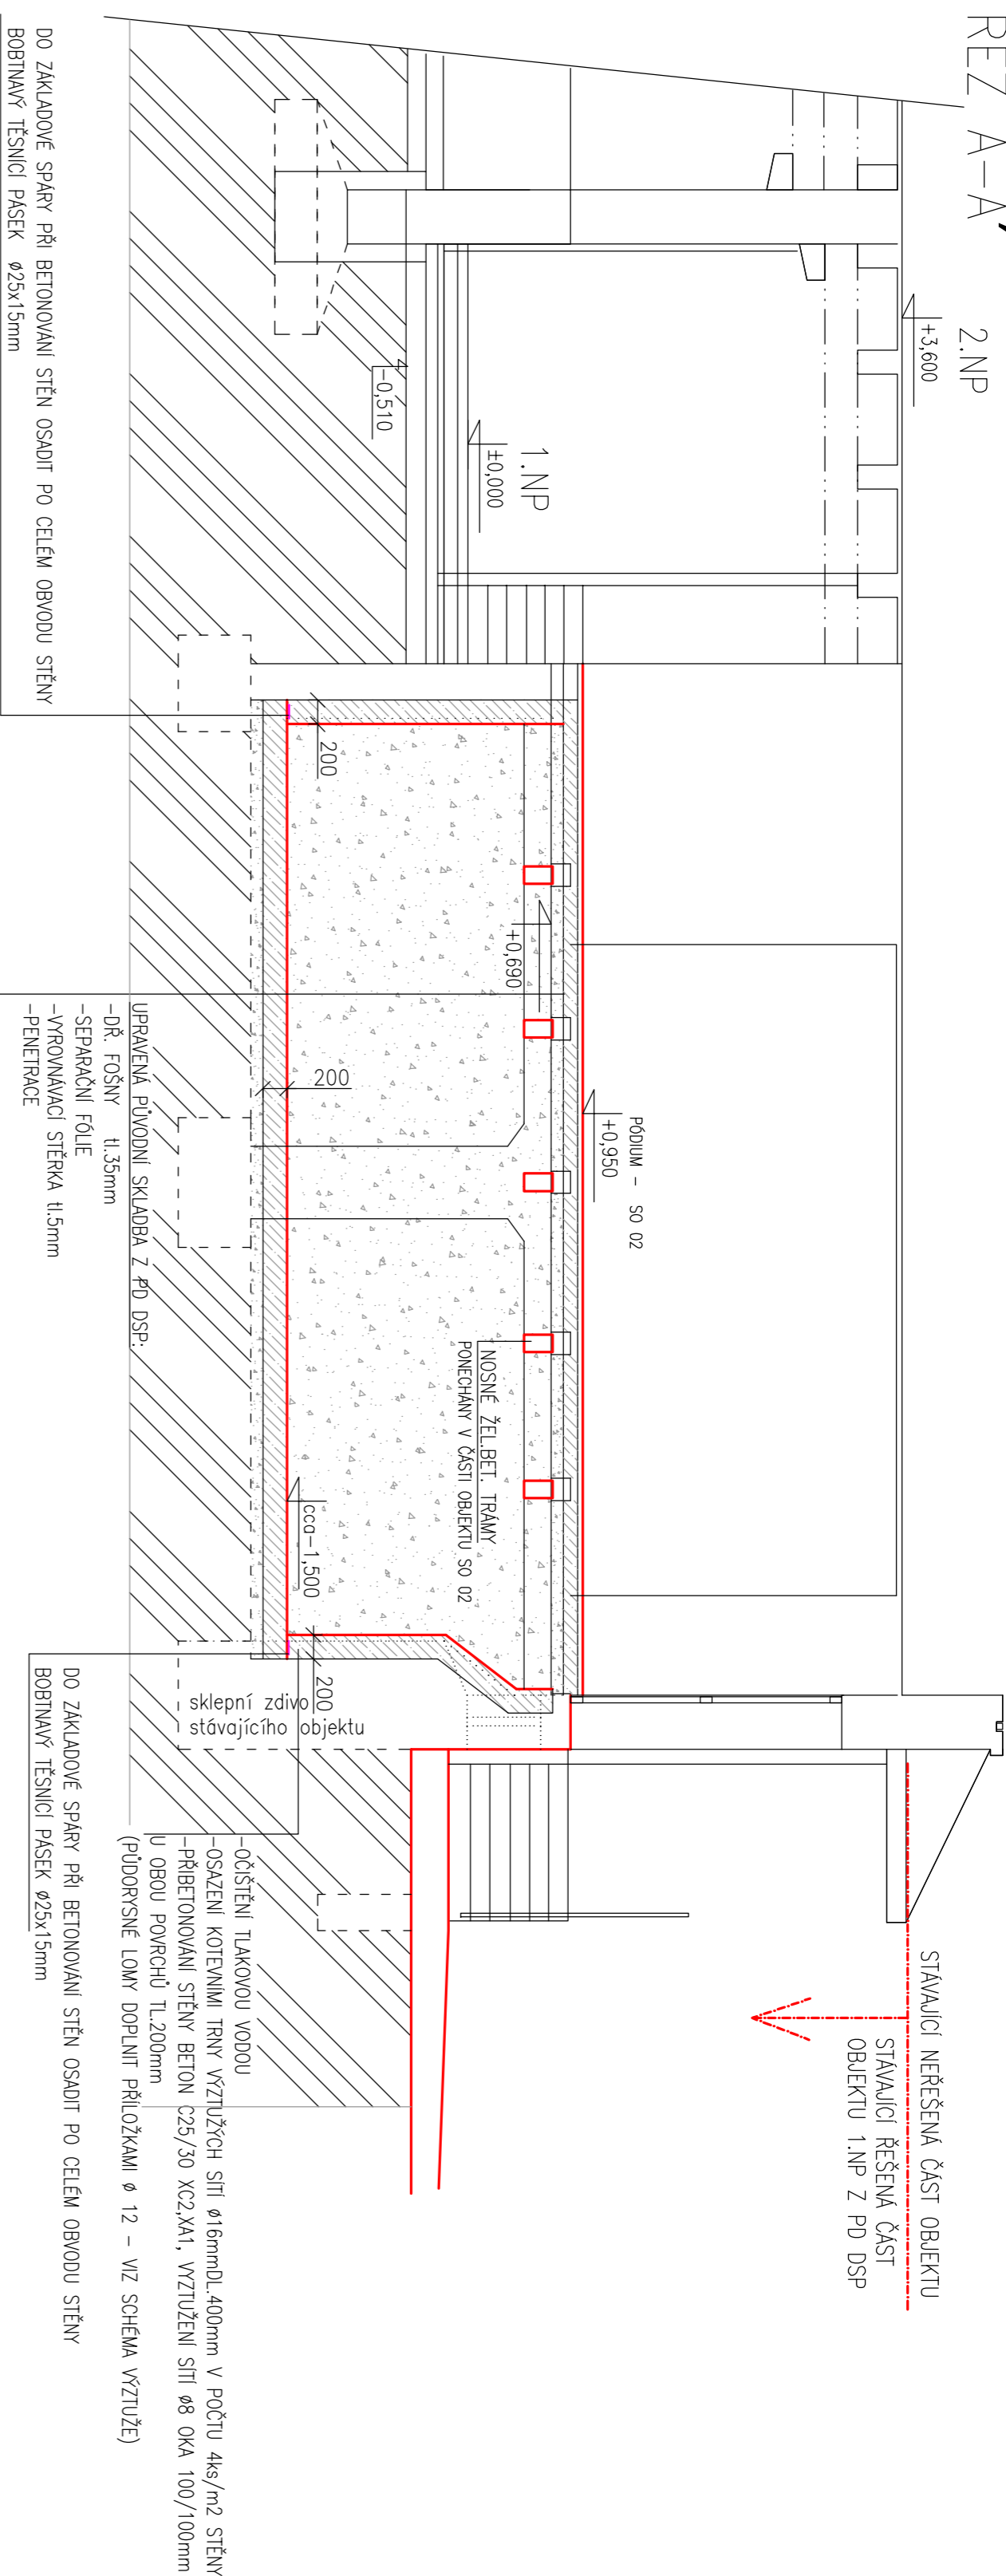 ŘEZ A-A'
2.NP
+3,600
1.NP
±0,000
-0,510
PÓDIUM - SO 02
+0,950
+0,690
NOSNÉ ŽEL.BET. TRÁMY
PONECHÁNY V ČÁSTI OBJEKTU SO 02
200
200
200
cca-1,500
sklepní zdivo
stávajícího objektu
STÁVAJÍCÍ NEŘEŠENÁ ČÁST OBJEKTU
STÁVAJÍCÍ ŘEŠENÁ ČÁST
OBJEKTU 1.NP Z PD DSP
DO ZÁKLADOVÉ SPÁRY PŘI BETONOVÁNÍ STĚN OSADIT PO CELÉM OBVODU STĚNY
BOBTNAVÝ TĚSNÍCÍ PÁSEK ø25x15mm
UPRAVENÁ PŮVODNÍ SKLADBA Z PD DSP:
-DŘ. FOŠNY tl.35mm
-SEPARAČNÍ FÓLIE
-VYROVNÁVACÍ STĚRKA tl.5mm
-PENETRACE
-OČIŠTĚNÍ TLAKOVOU VODOU
-OSAZENÍ KOTEVNÍMI TRNY VÝZTUŽÝCH SÍTÍ ø16mmDL.400mm V POČTU 4ks/m2 STĚNY
-PŘIBETONOVÁNÍ STĚNY BETON C25/30 XC2,XA1, VYZTUŽENÍ SÍTÍ ø8 OKA 100/100mm
U OBOU POVRCHŮ TL.200mm
(PŮDORYSNÉ LOMY DOPLNIT PŘÍLOŽKAMI ø 12 - VIZ SCHÉMA VÝZTUŽE)
DO ZÁKLADOVÉ SPÁRY PŘI BETONOVÁNÍ STĚN OSADIT PO CELÉM OBVODU STĚNY
BOBTNAVÝ TĚSNÍCÍ PÁSEK ø25x15mm